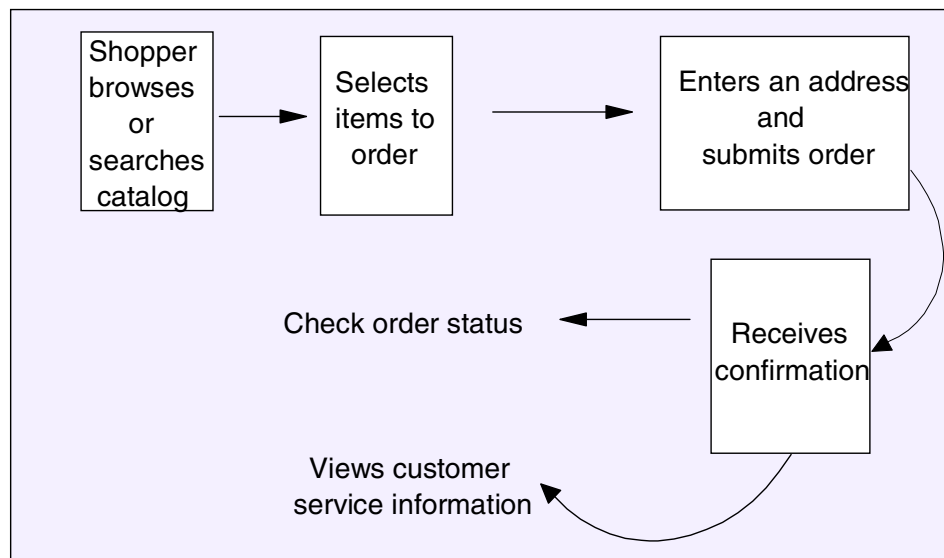 Shopper
browses
or
searches
catalog
Selects
items to
order
Enters an address
and
submits order
Receives
confirmation
Check order status
Views customer
service information